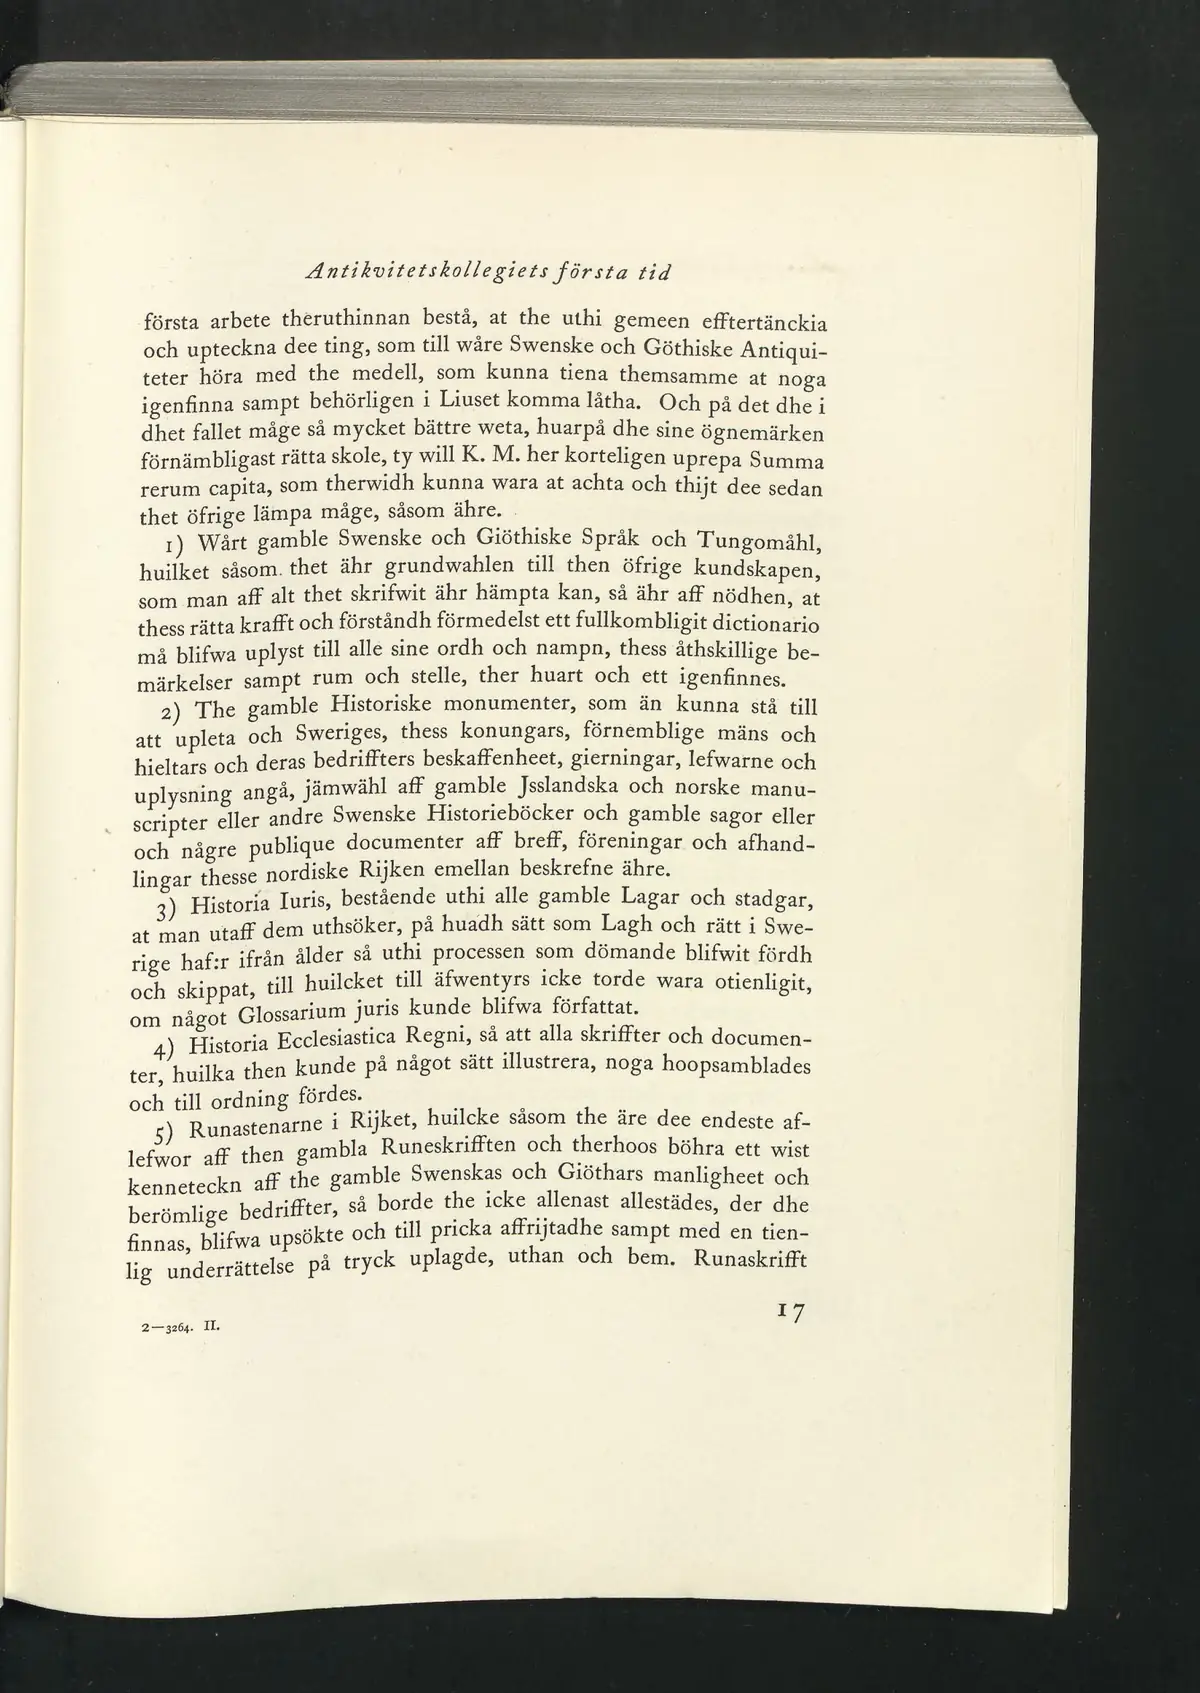 Antikvitetskollegiets första tid
första arbete theruthinnan bestå, at the uthi gemeen efftertänckia
och upteckna dee ting, som till wåre Swenske och Göthiske Antiqui-
teter höra med the medell, som kunna tiena themsamme at noga
igenfinna sampt behörligen i Liuset komma låtha. Och på det dhe i
dhet fallet måge så mycket bättre weta, huarpå dhe sine ögnemärken
förnämbligast rätta skole, ty will K. M. her korteligen uprepa Summa
rerum capita, som therwidh kunna wara at achta och thijt dee sedan
thet öfrige lämpa måge, såsom ähre.
1) Wårt gamble Swenske och Giöthiske Språk och Tungomåhl,
huilket såsom. thet ähr grundwahlen till then öfrige kundskapen,
som man aff alt thet skrifwit ähr hämpta kan, så ähr aff nödhen, at
thess rätta krafft och förståndh förmedelst ett fullkombligit dictionario
må blifwa uplyst till alle sine ordh och nampn, thess åthskillige be-
märkelser sampt rum och stelle, ther huart och ett igenfinnes.
2) The gamble Historiske monumenter, som än kunna stå till
att upleta och Sweriges, thess konungars, förnemblige mäns och
hieltars och deras bedriffters beskaffenheet, gierningar, lefwarne och
uplysning angå, jämwähl aff gamble Jsslandska och norske manu-
scripter eller andre Swenske Historieböcker och gamble sagor eller
och någre publique documenter aff breff, föreningar och afhand-
lingar thesse nordiske Rijken emellan beskrefne ähre.
3) Historia Iuris, bestående uthi alle gamble Lagar och stadgar,
at man utaff dem uthsöker, på huadh sätt som Lagh och rätt i Swe-
rige haf:r ifrån ålder så uthi processen som dömande blifwit fördh
och skippat, till huilcket till äfwentyrs icke torde wara otienligit,
om något Glossarium juris kunde blifwa författat.
4) Historia Ecclesiastica Regni, så att alla skriffter och documen-
ter, huilka then kunde på något sätt illustrera, noga hoopsamblades
och till ordning fördes.
5) Runastenarne i Rijket, huilcke såsom the äre dee endeste af-
lefwor aff then gambla Runeskrifften och therhoos böhra ett wist
kenneteckn aff the gamble Swenskas och Giöthars manligheet och
berömlige bedriffter, så borde the icke allenast allestädes, der dhe
finnas, blifwa upsökte och till pricka affrijtadhe sampt med en tien-
lig underrättelse på tryck uplagde, uthan och bem. Runaskrifft
17
2—3264. II.